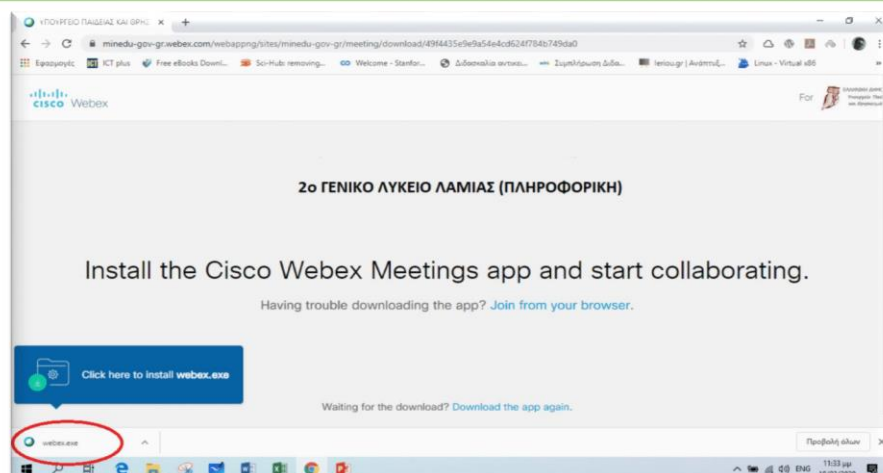 ΥΠΟΥΡΓΕΙΟ ΠΑΙΔΕΙΑΣ ΚΑΙ ΘΡΗΣ
minedu-gov-gr.webex.com/webappng/sites/minedu-gov-gr/meeting/download/49f4435e9e9a54e4cd624f784b749da0
Εφαρμογές ICT plus Free eBooks Downl... Sci-Hub: removing... Welcome - Stanfor... Διδασκαλία αντικει... Συμπλήρωση Διδα... Ieriou.gr | Ανάπτυξ... Linux - Virtual x86
cisco Webex
For
2ο ΓΕΝΙΚΟ ΛΥΚΕΙΟ ΛΑΜΙΑΣ (ΠΛΗΡΟΦΟΡΙΚΗ)
Install the Cisco Webex Meetings app and start collaborating.
Having trouble downloading the app? Join from your browser.
Click here to install webex.exe
Waiting for the download? Download the app again.
webex.exe
Προβολή όλων
ENG 11:33 μμ